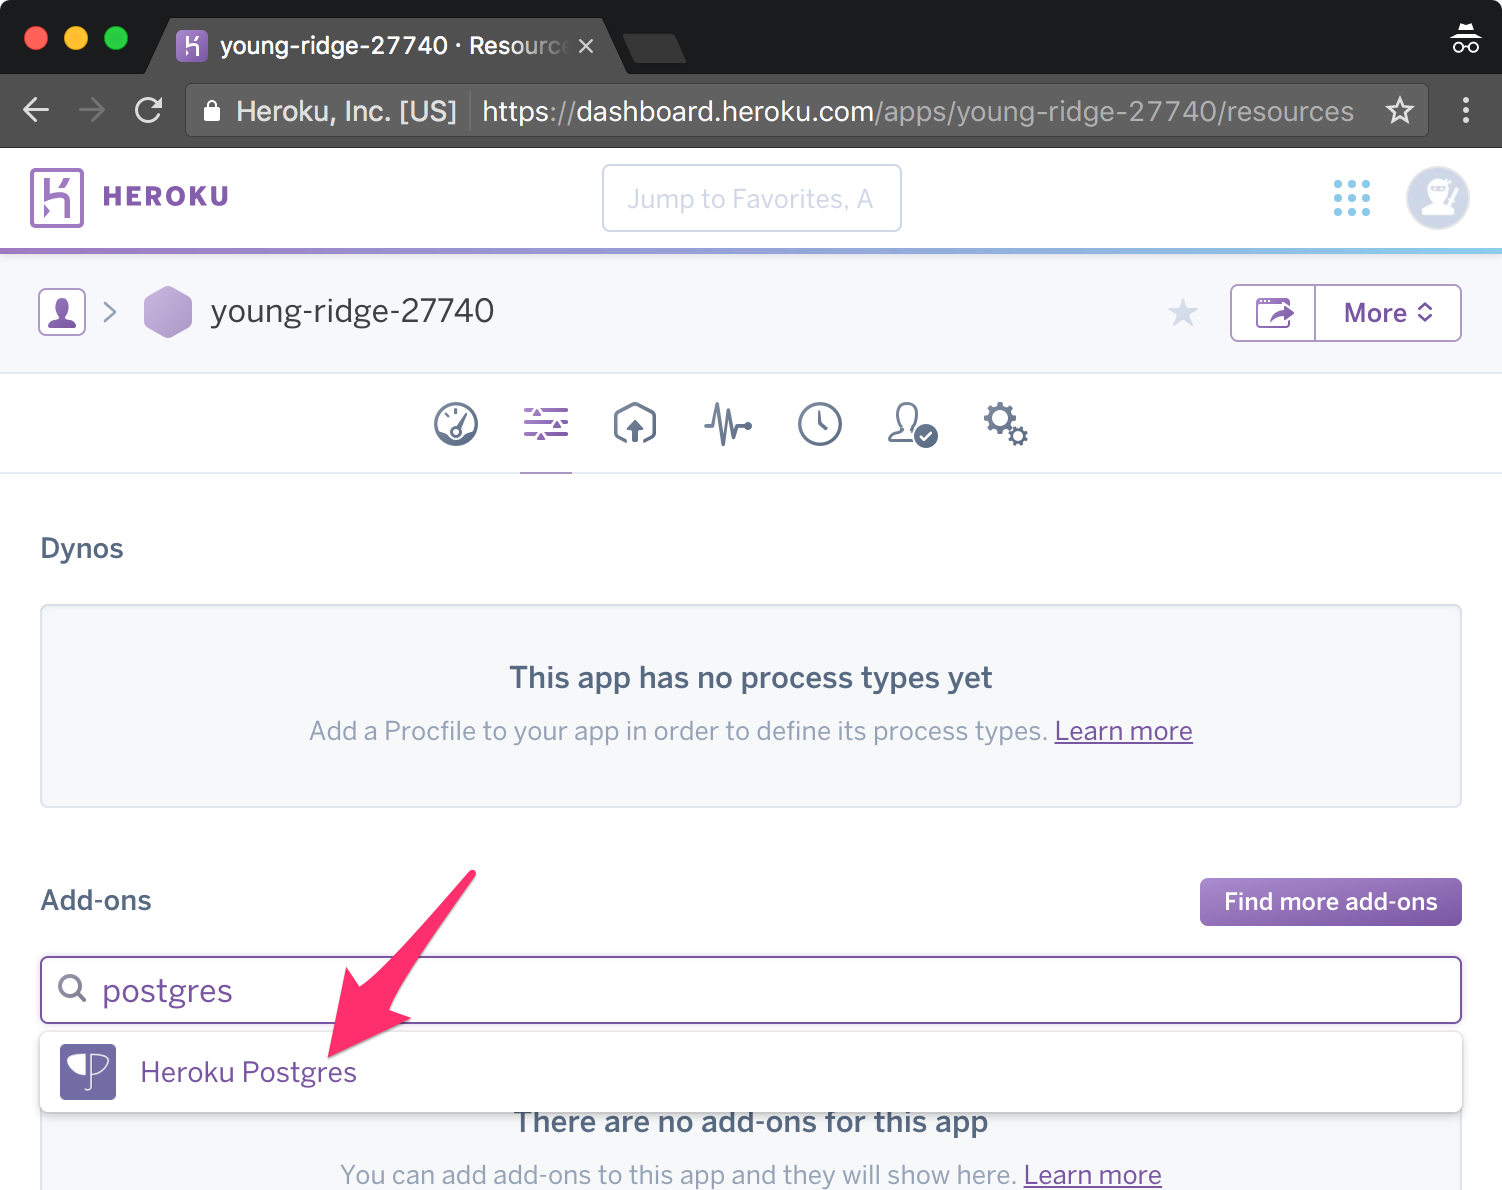 young-ridge-27740 · Resource
Heroku, Inc. [US] https://dashboard.heroku.com/apps/young-ridge-27740/resources
HEROKU
Jump to Favorites, A
young-ridge-27740
More
Dynos
This app has no process types yet
Add a Procfile to your app in order to define its process types. Learn more
Add-ons
Find more add-ons
postgres
Heroku Postgres
There are no add-ons for this app
You can add add-ons to this app and they will show here. Learn more